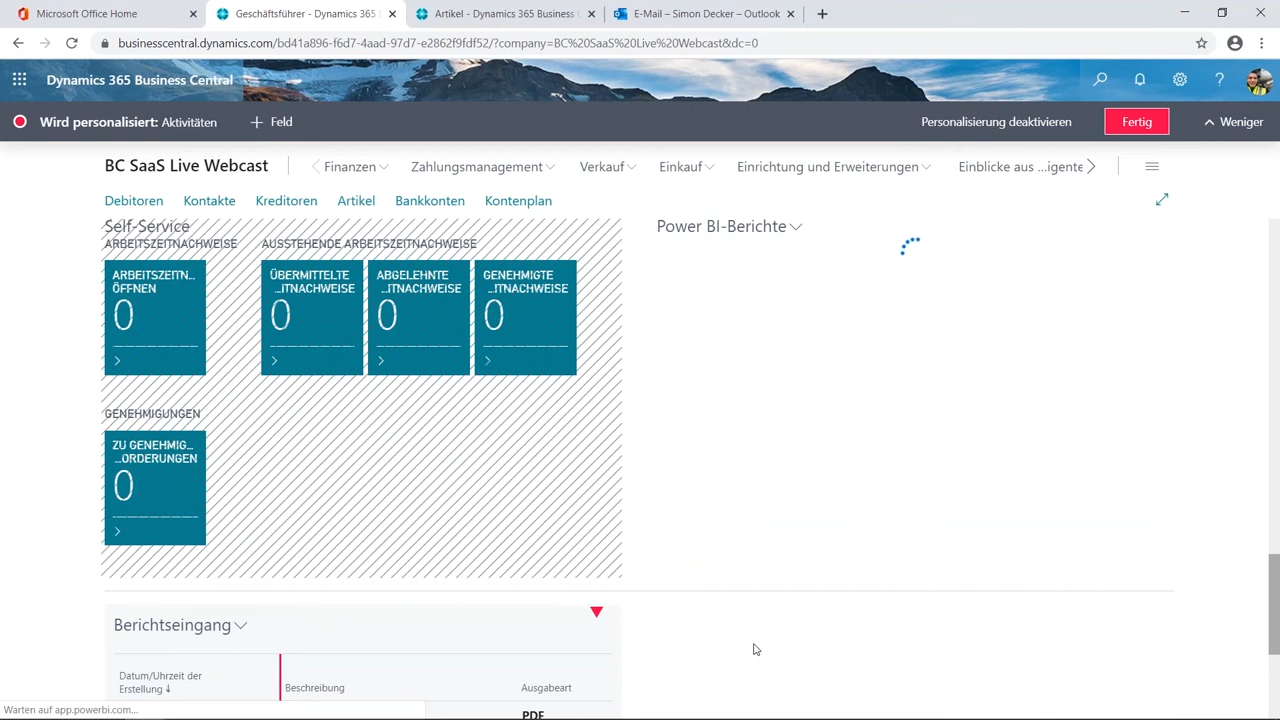 Microsoft Office Home
Geschäftsführer - Dynamics 365
Artikel - Dynamics 365 Business
E-Mail – Simon Decker – Outlook
businesscentral.dynamics.com/bd41a896-f6d7-4aad-97d7-e2862f9fdf52/?company=BC%20SaaS%20Live%20Webcast&dc=0
Dynamics 365 Business Central
Wird personalisiert: Aktivitäten
+ Feld
Personalisierung deaktivieren
Fertig
Weniger
BC SaaS Live Webcast
Finanzen
Zahlungsmanagement
Verkauf
Einkauf
Einrichtung und Erweiterungen
Einblicke aus ...igente
Debitoren
Kontakte
Kreditoren
Artikel
Bankkonten
Kontenplan
Self-Service
Power BI-Berichte
ARBEITSZEITNACHWEISE
AUSSTEHENDE ARBEITSZEITNACHWEISE
ARBEITSZEITN...
...ÖFFNEN
0
ÜBERMITTELTE
...ITNACHWEISE
0
ABGELEHNTE
...ITNACHWEISE
0
GENEHMIGTE
...ITNACHWEISE
0
GENEHMIGUNGEN
ZU GENEHMIG...
...ORDERUNGEN
0
Berichtseingang
Datum/Uhrzeit der
Erstellung ↓
Beschreibung
Ausgabeart
PDF
Warten auf app.powerbi.com...